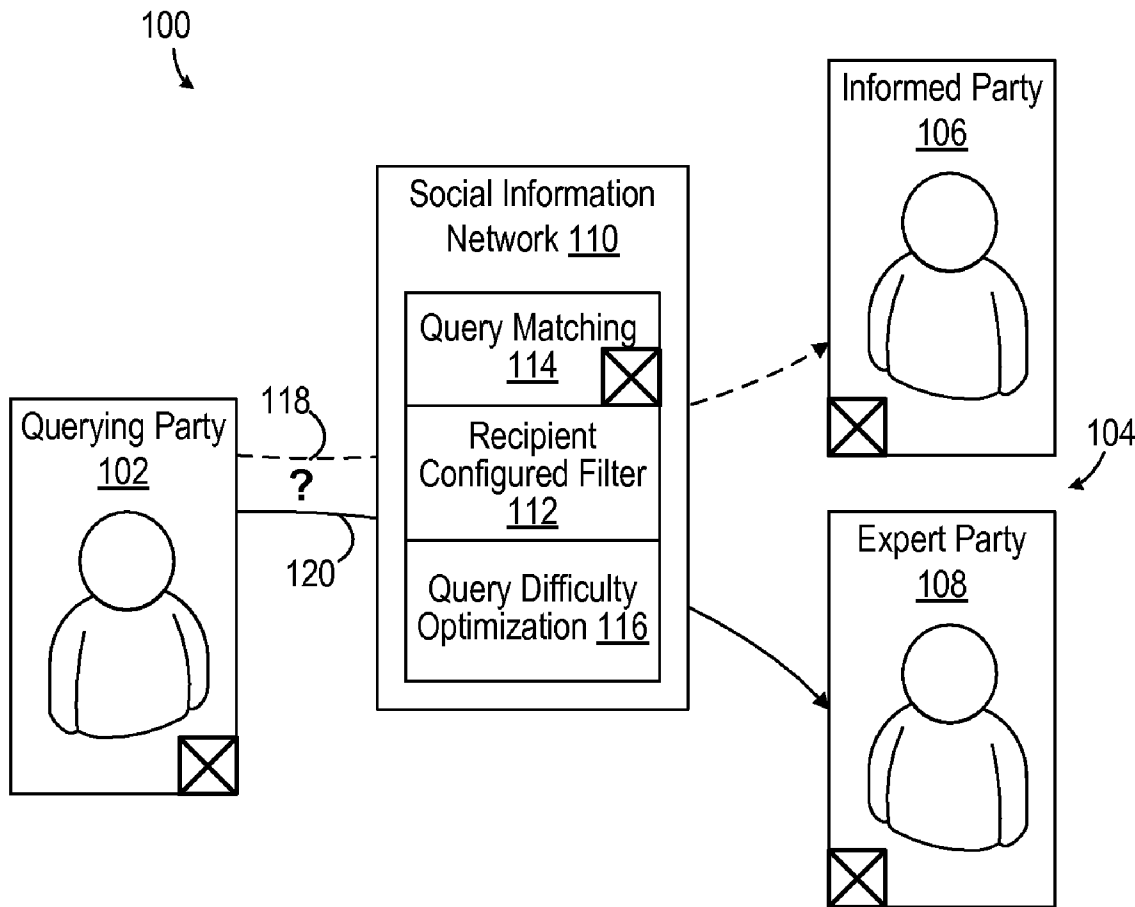 100
Informed Party
106
Social Information
Network 110
Query Matching
114
118
Querying Party
102
?
Recipient
Configured Filter
112
104
120
Expert Party
108
Query Difficulty
Optimization 116